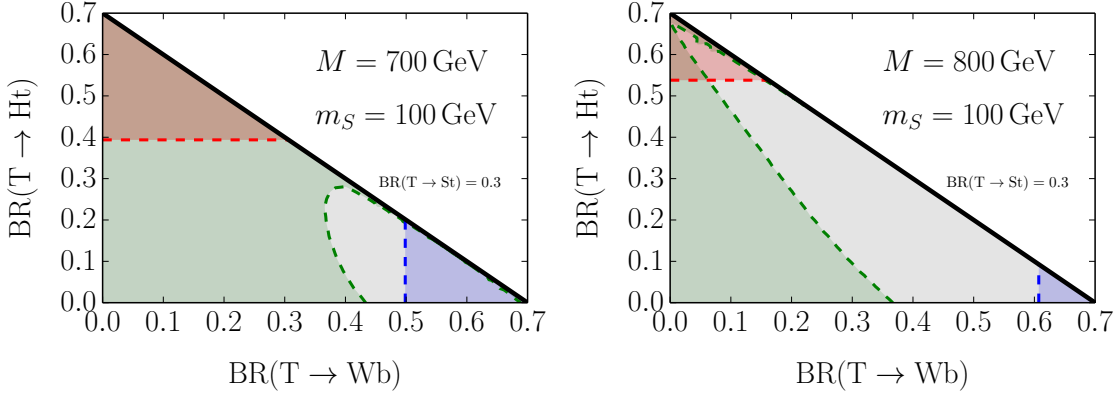 BR(T → Ht)
0.7
0.6
0.5
0.4
0.3
0.2
0.1
0.0
M = 700 GeV
m_S = 100 GeV
BR(T → St) = 0.3
0.0 0.1 0.2 0.3 0.4 0.5 0.6 0.7
BR(T → Wb)
BR(T → Ht)
0.7
0.6
0.5
0.4
0.3
0.2
0.1
0.0
M = 800 GeV
m_S = 100 GeV
BR(T → St) = 0.3
0.0 0.1 0.2 0.3 0.4 0.5 0.6 0.7
BR(T → Wb)